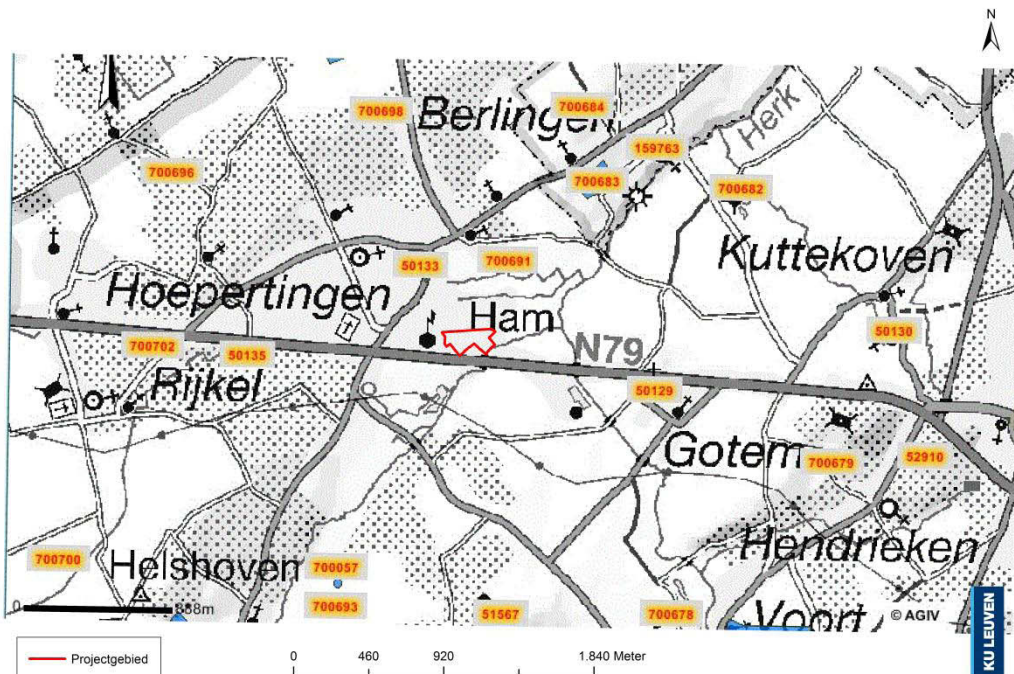 N
700698
Berlingen
700684
Herk
159763
700696
700683
700682
Kuttekoven
50133
700691
Hoepertingen
Ham
50130
700702
50135
N79
Rijkel
50129
Gotem
700679
52910
Hendrieken
700700
Helshoven
700057
0
888m
700693
51567
700678
Voort
© AGIV
KU LEUVEN
Projectgebied
0 460 920 1.840 Meter